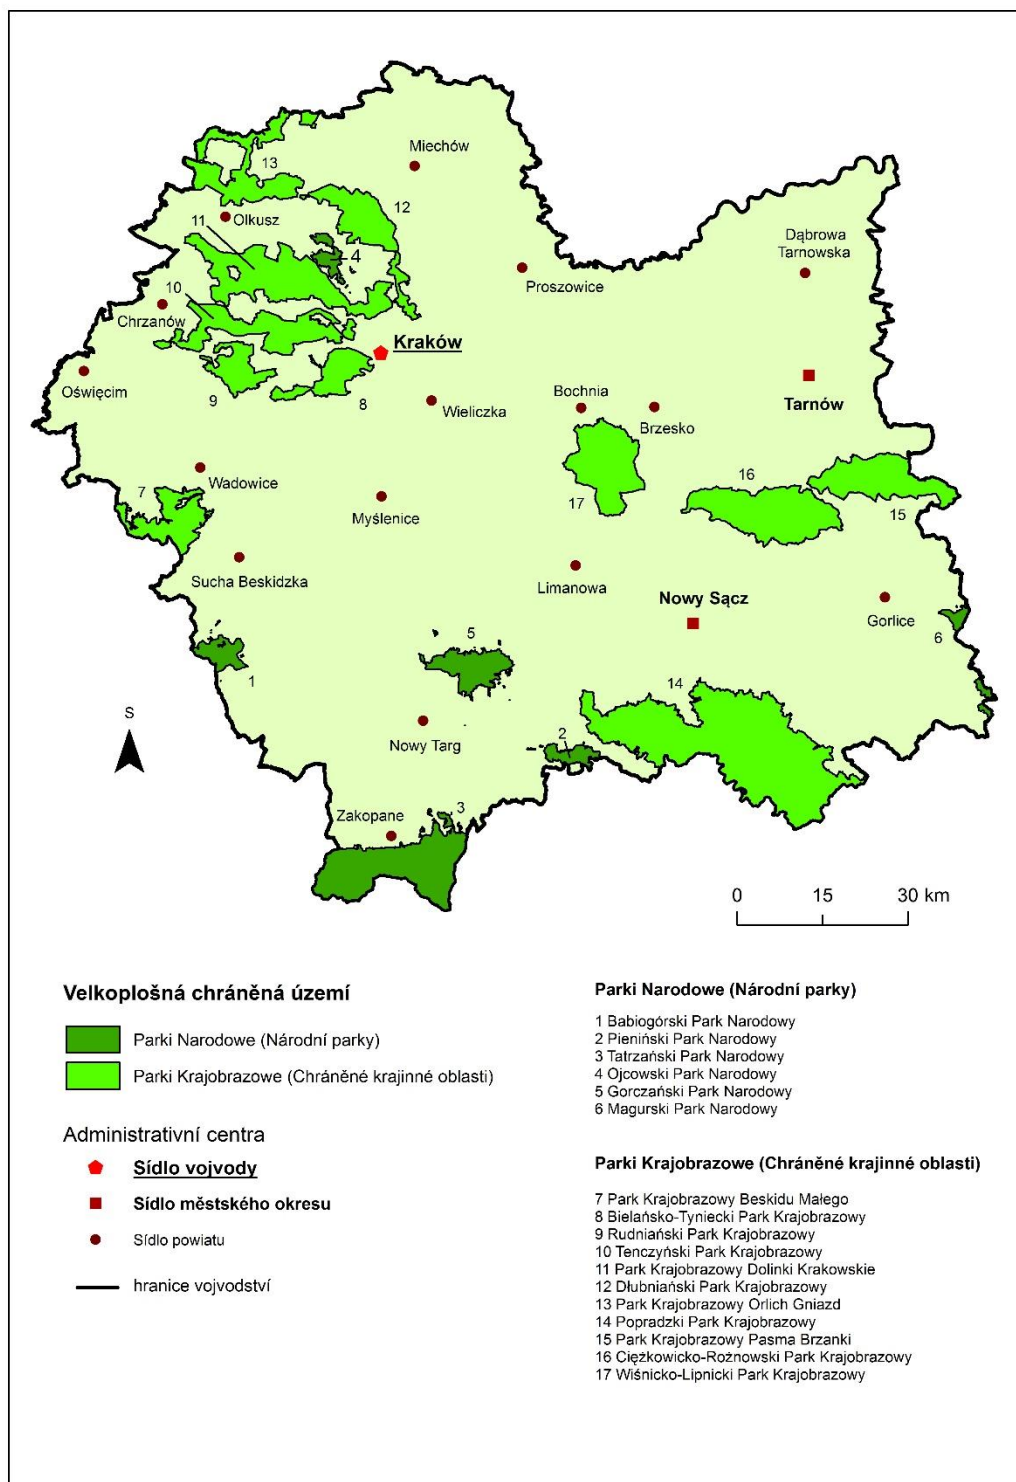 13
Miechów
12
11
Olkusz
4
Dąbrowa
Tarnowska
Proszowice
10
Chrzanów
Kraków
Oświęcim
9
8
Wieliczka
Bochnia
Brzesko
Tarnów
7
Wadowice
Myślenice
17
16
15
Sucha Beskidzka
Limanowa
Nowy Sącz
Gorlice
6
5
1
14
S
Nowy Targ
2
Zakopane
3
0 15 30 km
Velkoplošná chráněná území
Parki Narodowe (Národní parky)
Parki Krajobrazowe (Chráněné krajinné oblasti)
Administrativní centra
Sídlo vojvody
Sídlo městského okresu
Sídlo powiatu
hranice vojvodství
Parki Narodowe (Národní parky)
1 Babiogórski Park Narodowy
2 Pieniński Park Narodowy
3 Tatrzański Park Narodowy
4 Ojcowski Park Narodowy
5 Gorczański Park Narodowy
6 Magurski Park Narodowy
Parki Krajobrazowe (Chráněné krajinné oblasti)
7 Park Krajobrazowy Beskidu Małego
8 Bielańsko-Tyniecki Park Krajobrazowy
9 Rudniański Park Krajobrazowy
10 Tenczyński Park Krajobrazowy
11 Park Krajobrazowy Dolinki Krakowskie
12 Dłubniański Park Krajobrazowy
13 Park Krajobrazowy Orlich Gniazd
14 Popradzki Park Krajobrazowy
15 Park Krajobrazowy Pasma Brzanki
16 Ciężkowicko-Rożnowski Park Krajobrazowy
17 Wiśnicko-Lipnicki Park Krajobrazowy